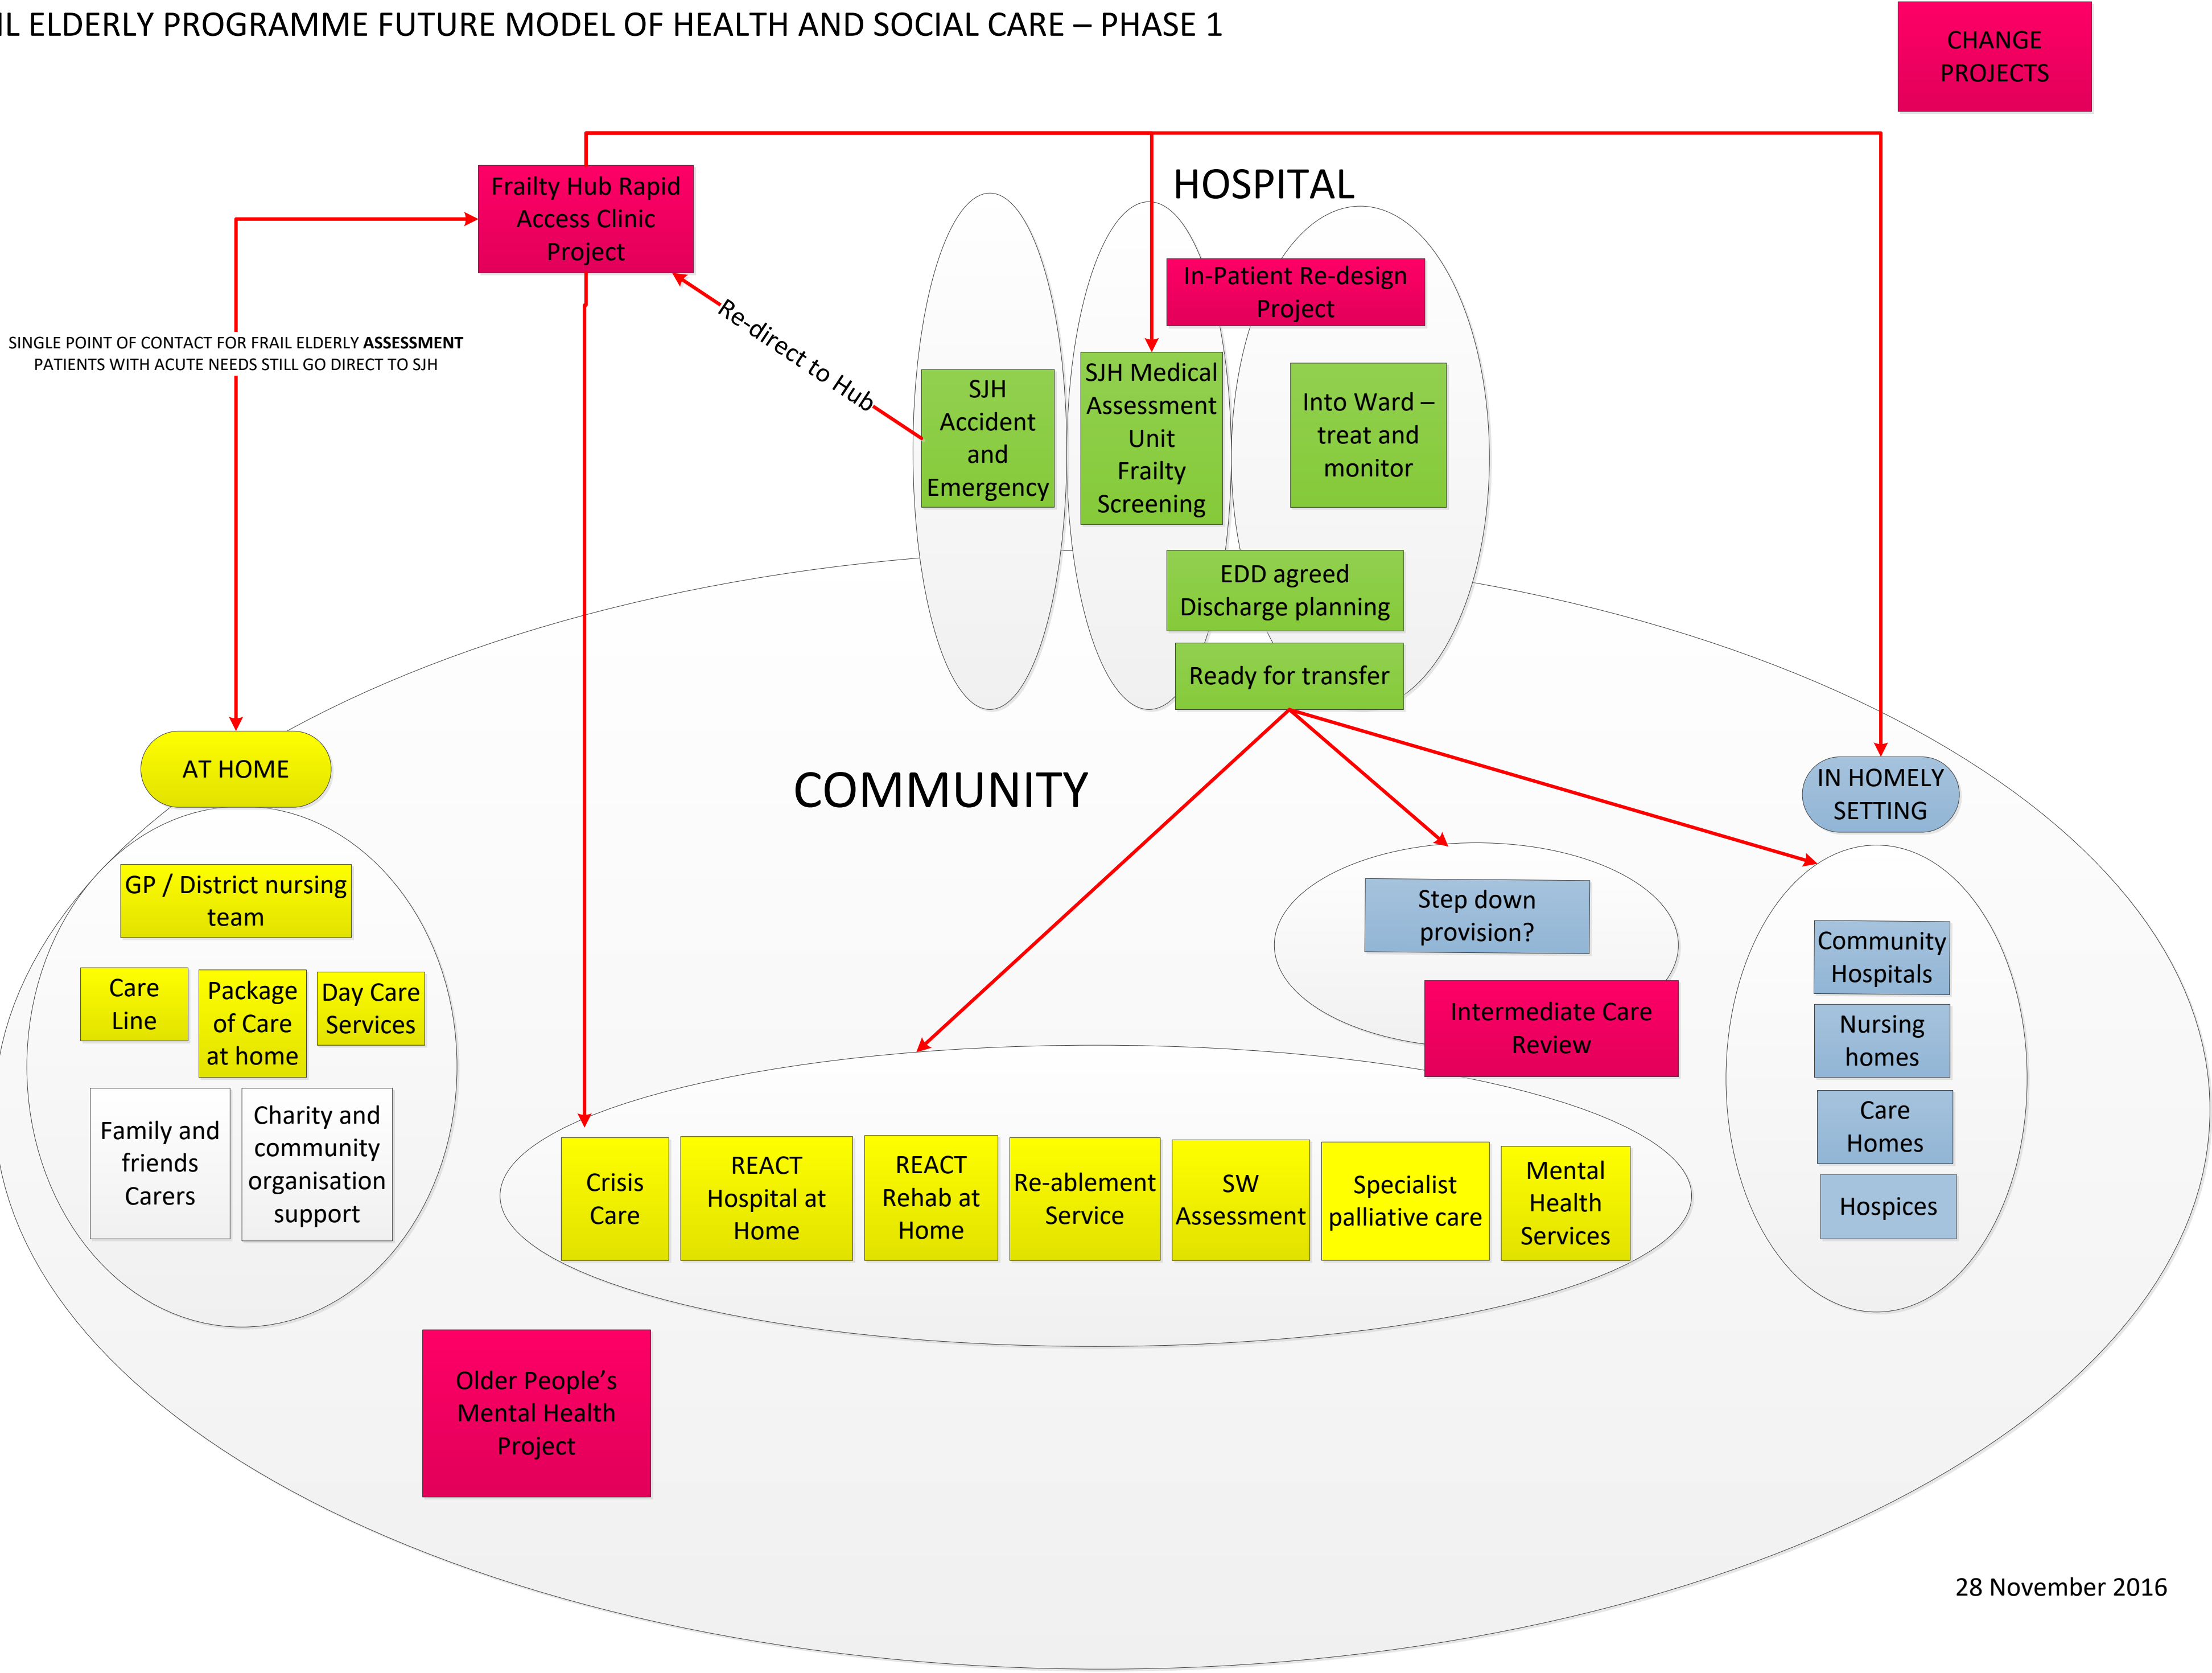 IL ELDERLY PROGRAMME FUTURE MODEL OF HEALTH AND SOCIAL CARE – PHASE 1
CHANGE
PROJECTS
Frailty Hub Rapid
Access Clinic
Project
HOSPITAL
In-Patient Re-design
Project
SINGLE POINT OF CONTACT FOR FRAIL ELDERLY ASSESSMENT
PATIENTS WITH ACUTE NEEDS STILL GO DIRECT TO SJH
Re-direct to Hub
SJH
Accident
and
Emergency
SJH Medical
Assessment
Unit
Frailty
Screening
Into Ward –
treat and
monitor
EDD agreed
Discharge planning
Ready for transfer
AT HOME
COMMUNITY
IN HOMELY
SETTING
GP / District nursing
team
Care
Line
Package
of Care
at home
Day Care
Services
Family and
friends
Carers
Charity and
community
organisation
support
Step down
provision?
Intermediate Care
Review
Community
Hospitals
Nursing
homes
Care
Homes
Hospices
Crisis
Care
REACT
Hospital at
Home
REACT
Rehab at
Home
Re-ablement
Service
SW
Assessment
Specialist
palliative care
Mental
Health
Services
Older People’s
Mental Health
Project
28 November 2016